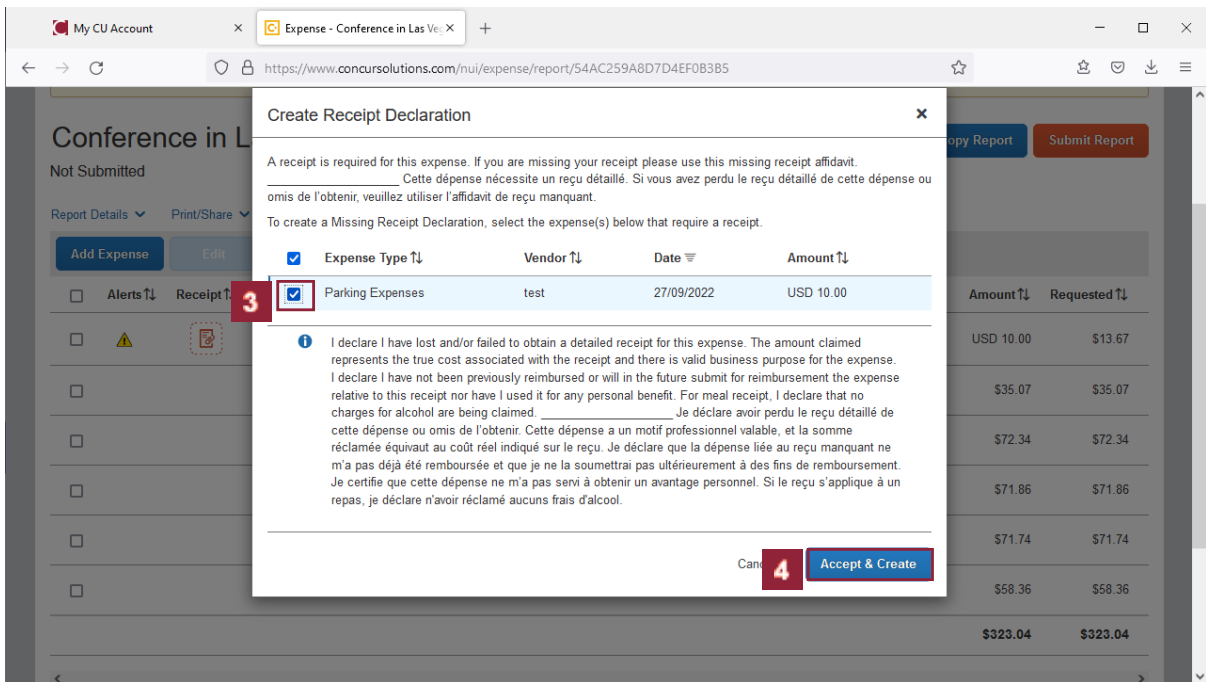 My CU Account
Expense - Conference in Las Veg
https://www.concursolutions.com/nui/expense/report/54AC259A8D7D4EF0B3B5
Conference in L
Not Submitted
opy Report
Submit Report
Report Details
Print/Share
Add Expense
Edit
Alerts
Receipt
Amount
Requested
USD 10.00
$13.67
$35.07
$35.07
$72.34
$72.34
$71.86
$71.86
$71.74
$71.74
$58.36
$58.36
$323.04
$323.04
Create Receipt Declaration
A receipt is required for this expense. If you are missing your receipt please use this missing receipt affidavit.
____________________ Cette dépense nécessite un reçu détaillé. Si vous avez perdu le reçu détaillé de cette dépense ou
omis de l'obtenir, veuillez utiliser l'affidavit de reçu manquant.
To create a Missing Receipt Declaration, select the expense(s) below that require a receipt.
Expense Type
Vendor
Date
Amount
3
Parking Expenses
test
27/09/2022
USD 10.00
I declare I have lost and/or failed to obtain a detailed receipt for this expense. The amount claimed
represents the true cost associated with the receipt and there is valid business purpose for the expense.
I declare I have not been previously reimbursed or will in the future submit for reimbursement the expense
relative to this receipt nor have I used it for any personal benefit. For meal receipt, I declare that no
charges for alcohol are being claimed. ____________________ Je déclare avoir perdu le reçu détaillé de
cette dépense ou omis de l'obtenir. Cette dépense a un motif professionnel valable, et la somme
réclamée équivaut au coût réel indiqué sur le reçu. Je déclare que la dépense liée au reçu manquant ne
m'a pas déjà été remboursée et que je ne la soumettrai pas ultérieurement à des fins de remboursement.
Je certifie que cette dépense ne m'a pas servi à obtenir un avantage personnel. Si le reçu s'applique à un
repas, je déclare n'avoir réclamé aucuns frais d'alcool.
Canc
4
Accept & Create